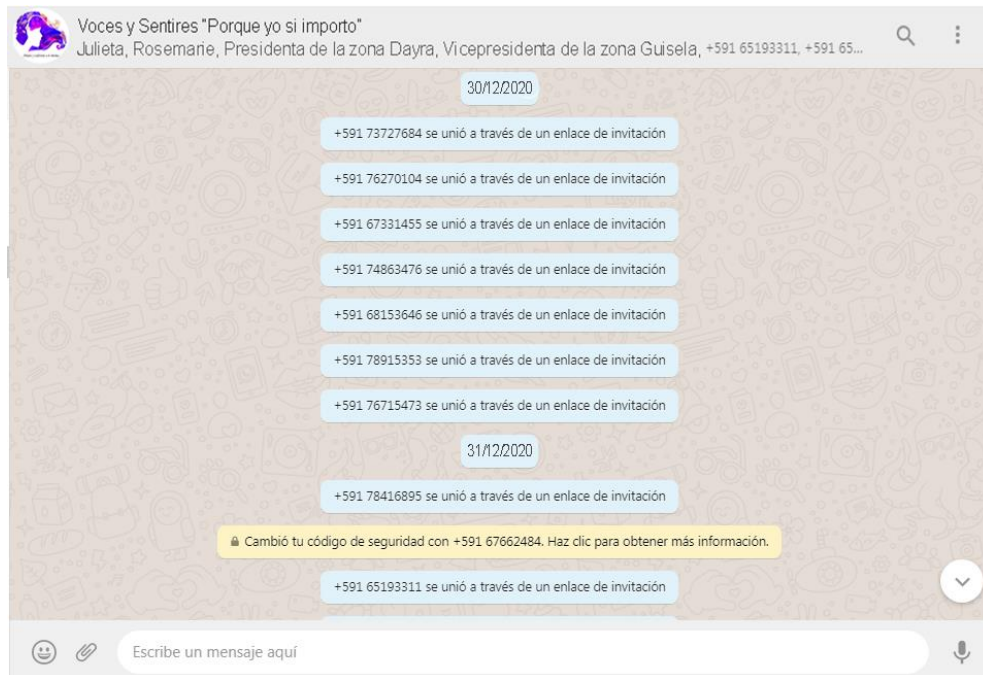 Voces y Sentires "Porque yo si importo"
Julieta, Rosemarie, Presidenta de la zona Dayra, Vicepresidenta de la zona Guisela, +591 65193311, +591 65...
30/12/2020
+591 73727684 se unió a través de un enlace de invitación
+591 76270104 se unió a través de un enlace de invitación
+591 67331455 se unió a través de un enlace de invitación
+591 74863476 se unió a través de un enlace de invitación
+591 68153646 se unió a través de un enlace de invitación
+591 78915353 se unió a través de un enlace de invitación
+591 76715473 se unió a través de un enlace de invitación
31/12/2020
+591 78416895 se unió a través de un enlace de invitación
Cambió tu código de seguridad con +591 67662484. Haz clic para obtener más información.
+591 65193311 se unió a través de un enlace de invitación
Escribe un mensaje aquí